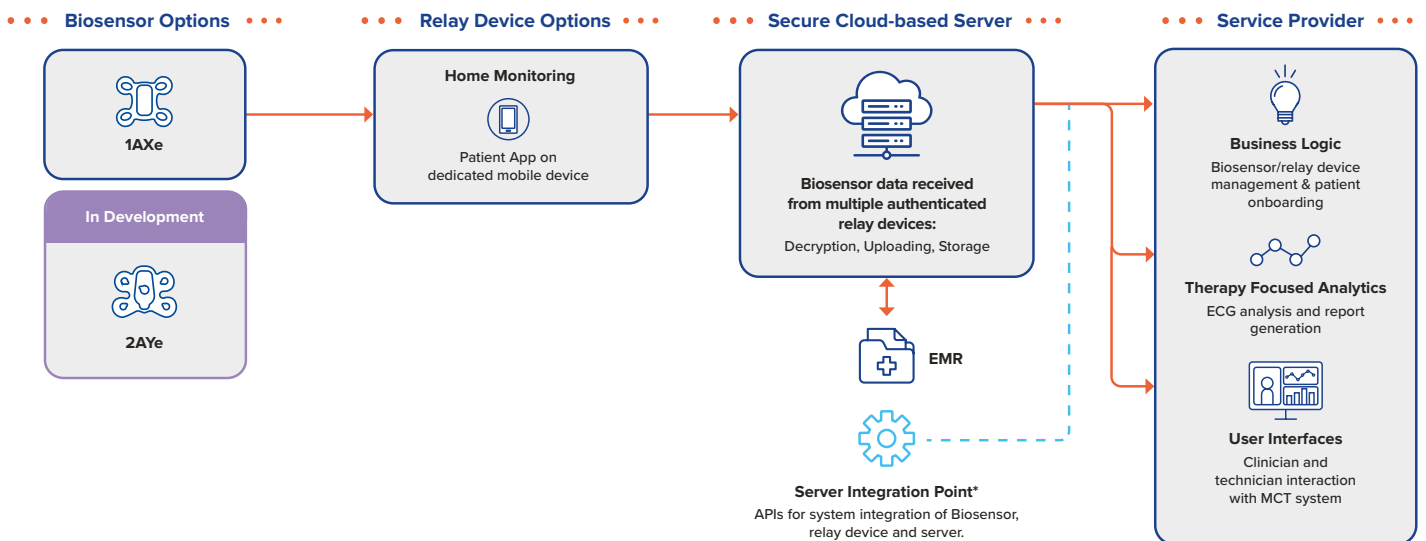 Biosensor Options
Relay Device Options
Secure Cloud-based Server
Service Provider
1AXe
In Development
2AYe
Home Monitoring
Patient App on
dedicated mobile device
Biosensor data received
from multiple authenticated
relay devices:
Decryption, Uploading, Storage
EMR
Server Integration Point*
APIs for system integration of Biosensor,
relay device and server.
Business Logic
Biosensor/relay device
management & patient
onboarding
Therapy Focused Analytics
ECG analysis and report
generation
User Interfaces
Clinician and
technician interaction
with MCT system